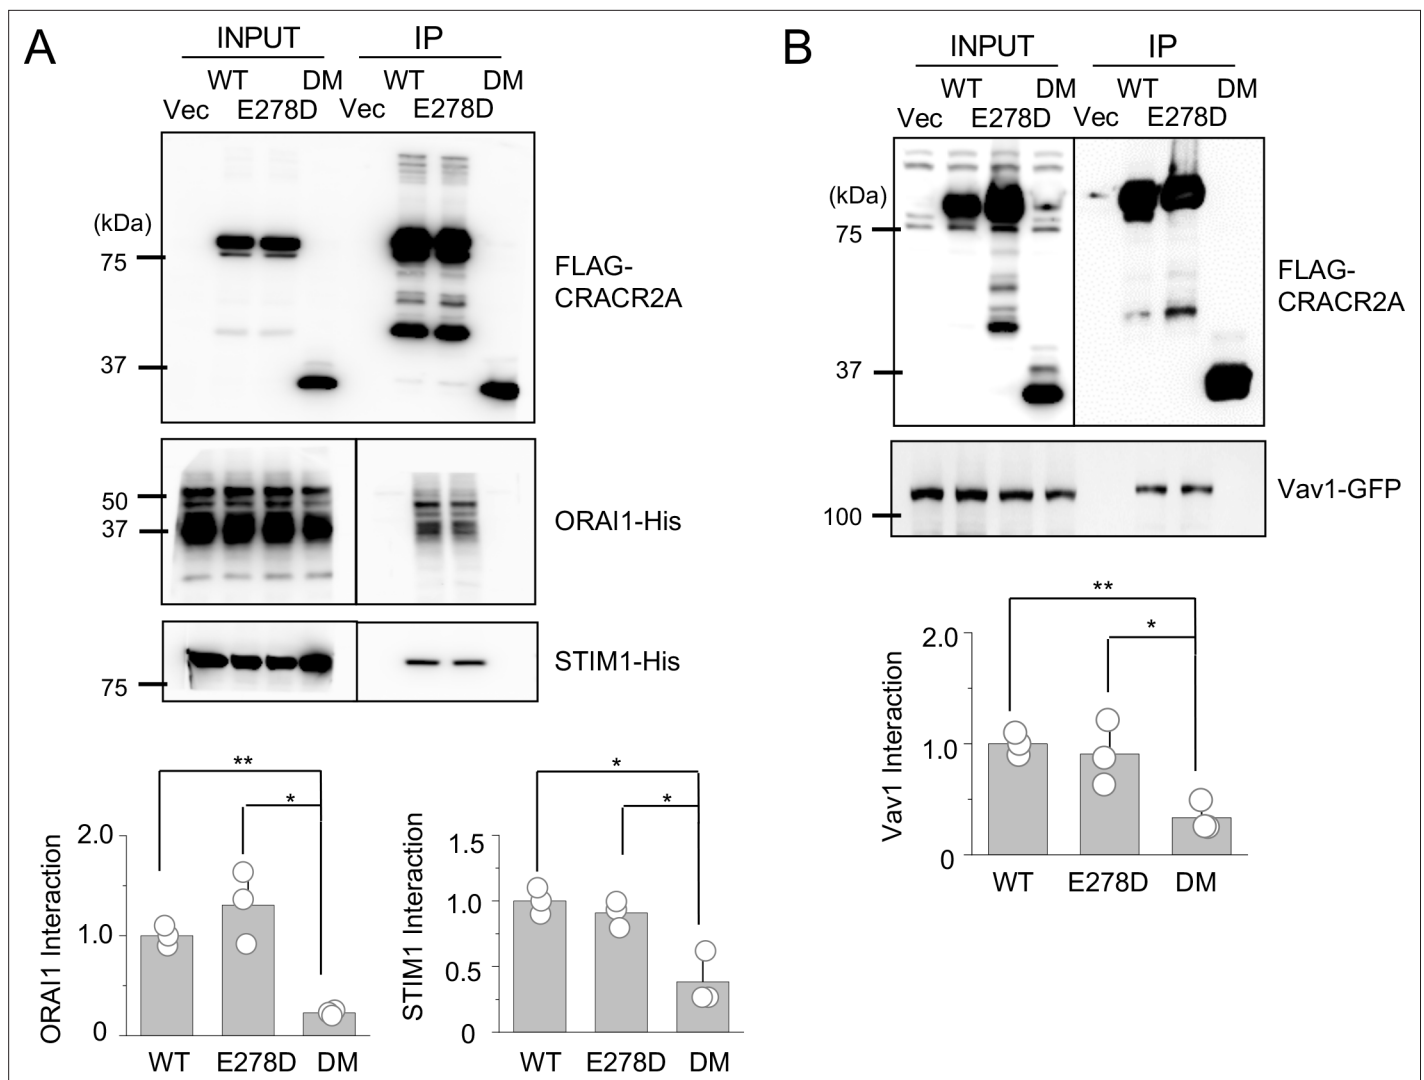 A
INPUT IP
WT DM WT DM
Vec E278D Vec E278D
(kDa)
75
37
FLAG-
CRACR2A
50
37
ORAI1-His
75
STIM1-His
**
*
2.0
1.0
0
ORAI1 Interaction
WT E278D DM
*
*
1.5
1.0
0.5
0
STIM1 Interaction
WT E278D DM
B
INPUT IP
WT DM WT DM
Vec E278D Vec E278D
(kDa)
75
37
FLAG-
CRACR2A
100
Vav1-GFP
**
*
2.0
1.0
0
Vav1 Interaction
WT E278D DM